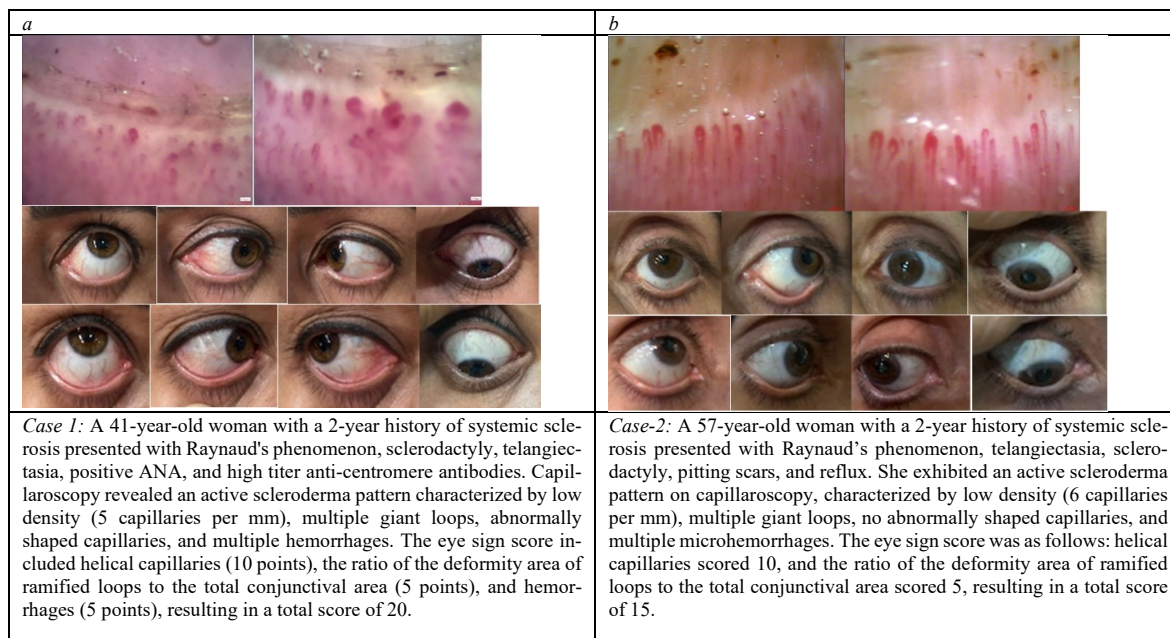 a
b
Case 1: A 41-year-old woman with a 2-year history of systemic scle-
rosis presented with Raynaud's phenomenon, sclerodactyly, telangiec-
tasia, positive ANA, and high titer anti-centromere antibodies. Capil-
laroscopy revealed an active scleroderma pattern characterized by low
density (5 capillaries per mm), multiple giant loops, abnormally
shaped capillaries, and multiple hemorrhages. The eye sign score in-
cluded helical capillaries (10 points), the ratio of the deformity area of
ramified loops to the total conjunctival area (5 points), and hemor-
rhages (5 points), resulting in a total score of 20.
Case-2: A 57-year-old woman with a 2-year history of systemic scle-
rosis presented with Raynaud’s phenomenon, telangiectasia, sclero-
dactyly, pitting scars, and reflux. She exhibited an active scleroderma
pattern on capillaroscopy, characterized by low density (6 capillaries
per mm), multiple giant loops, no abnormally shaped capillaries, and
multiple microhemorrhages. The eye sign score was as follows: helical
capillaries scored 10, and the ratio of the deformity area of ramified
loops to the total conjunctival area scored 5, resulting in a total score
of 15.